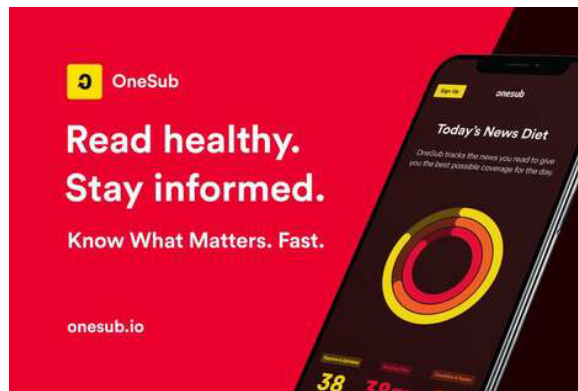 OneSub
Read healthy.
Stay informed.
Know What Matters. Fast.
onesub.io
Sign Up
onesub
Today's News Diet
OneSub tracks the news you read to give
you the best possible coverage for the day.
38